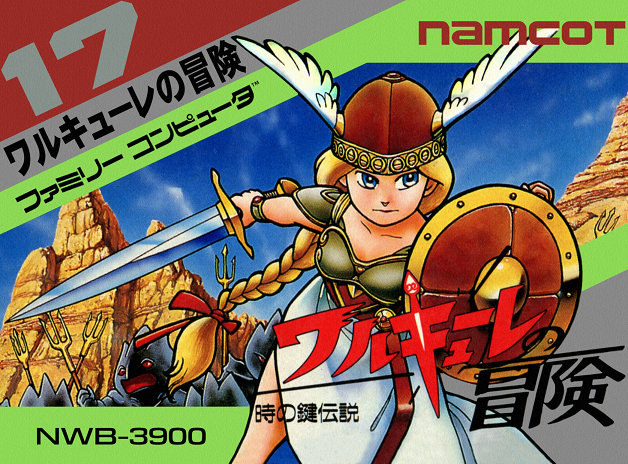 17
namcot
ワルキューレの冒険
ファミリーコンピュータ™
ワルキューレの冒険
時の鍵伝説
NWB-3900